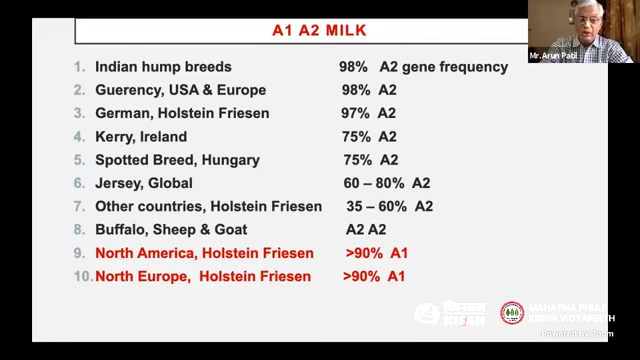 A1 A2 MILK
Mr.Arun Patil
1. Indian hump breeds 98% A2 gene frequency
2. Guerency, USA & Europe 98% A2
3. German, Holstein Friesen 97% A2
4. Kerry, Ireland 75% A2
5. Spotted Breed, Hungary 75% A2
6. Jersey, Global 60 – 80% A2
7. Other countries, Holstein Friesen 35 – 60% A2
8. Buffalo, Sheep & Goat A2 A2
9. North America, Holstein Friesen >90% A1
10. North Europe, Holstein Friesen >90% A1
किसान
KISAN
MAHATMA PHULE
KRISHI VIDYAPEETH
Powered by Zoom